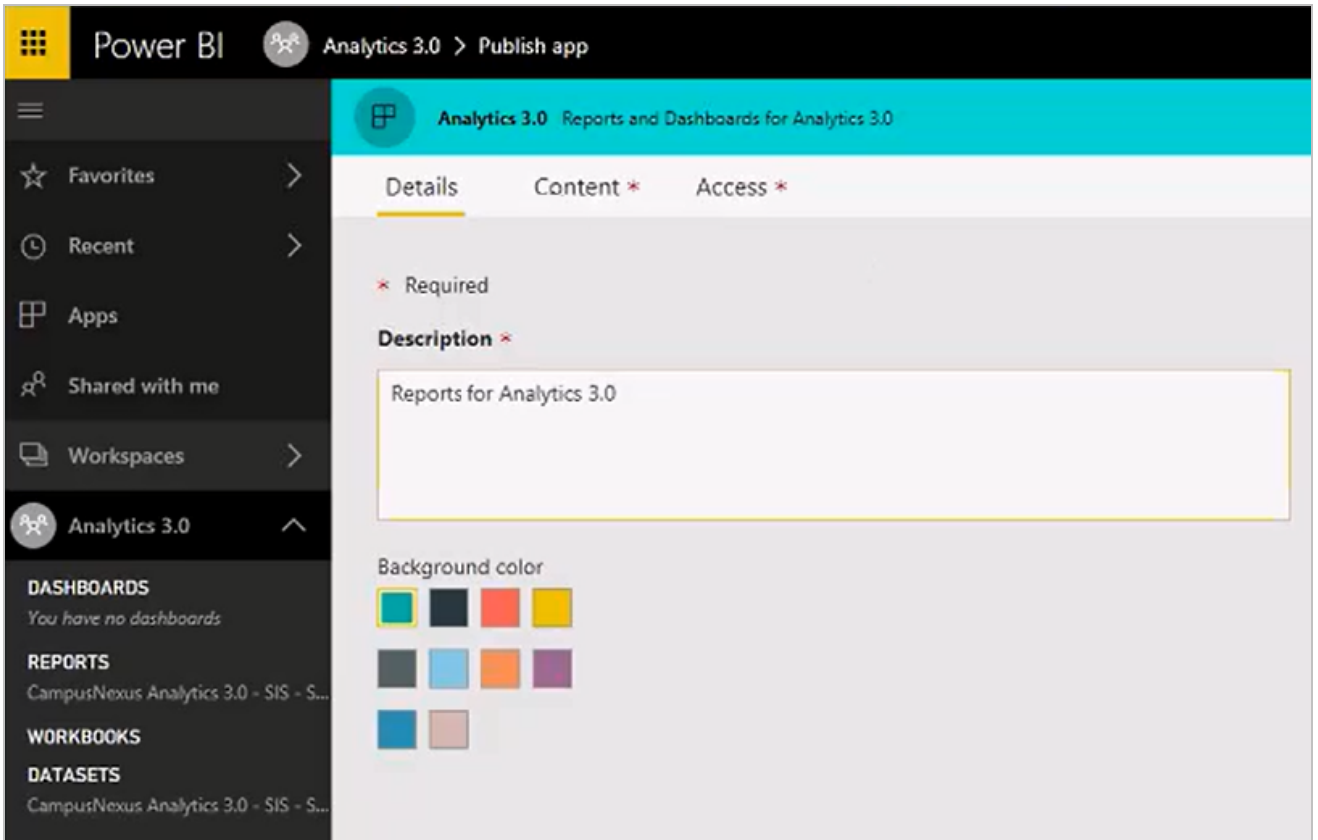 Power BI Analytics 3.0 > Publish app
Analytics 3.0 Reports and Dashboards for Analytics 3.0
Favorites
Recent
Apps
Shared with me
Workspaces
Analytics 3.0
DASHBOARDS
You have no dashboards
REPORTS
CampusNexus Analytics 3.0 - SIS - S...
WORKBOOKS
DATASETS
CampusNexus Analytics 3.0 - SIS - S...
Details Content * Access *
* Required
Description *
Reports for Analytics 3.0
Background color